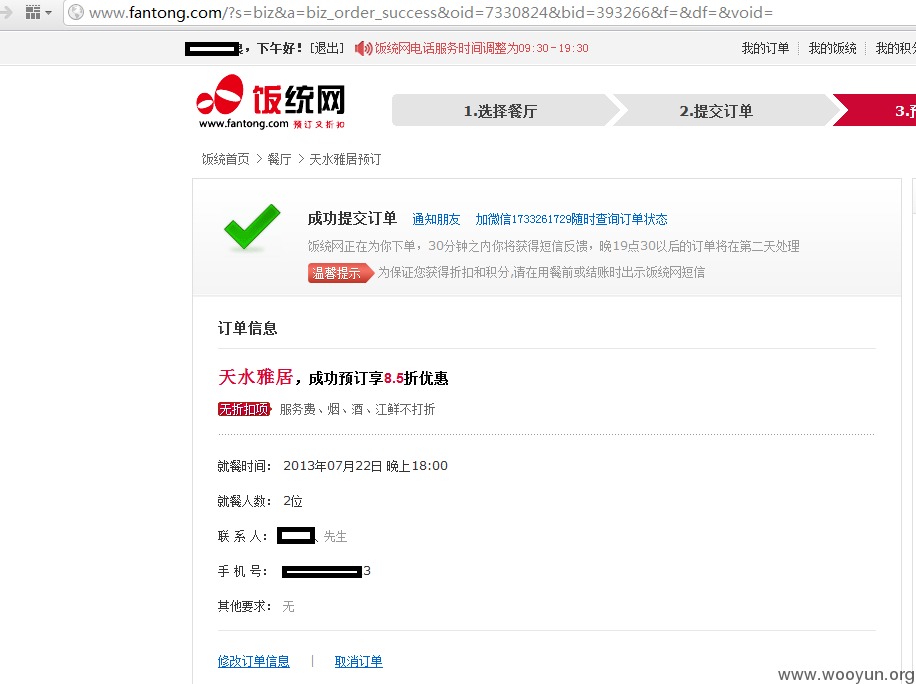 www.fantong.com/?s=biz&a=biz_order_success&oid=7330824&bid=393266&f=&df=&void=
，下午好！ [退出] 饭统网电话服务时间调整为09:30-19:30 我的订单 我的饭统 我的积分
饭统网
www.fantong.com 预订又折扣
1.选择餐厅 2.提交订单 3.
饭统首页 > 餐厅 > 天水雅居预订
成功提交订单 通知朋友 加微信1733261729随时查询订单状态
饭统网正在为你下单，30分钟之内你将获得短信反馈，晚19点30以后的订单将在第二天处理
温馨提示 为保证您获得折扣和积分,请在用餐前或结账时出示饭统网短信
订单信息
天水雅居，成功预订享8.5折优惠
无折扣项 服务费、烟、酒、江鲜不打折
就餐时间： 2013年07月22日 晚上18:00
就餐人数： 2位
联 系 人： 先生
手 机 号： 3
其他要求： 无
修改订单信息 | 取消订单
www.wooyun.org